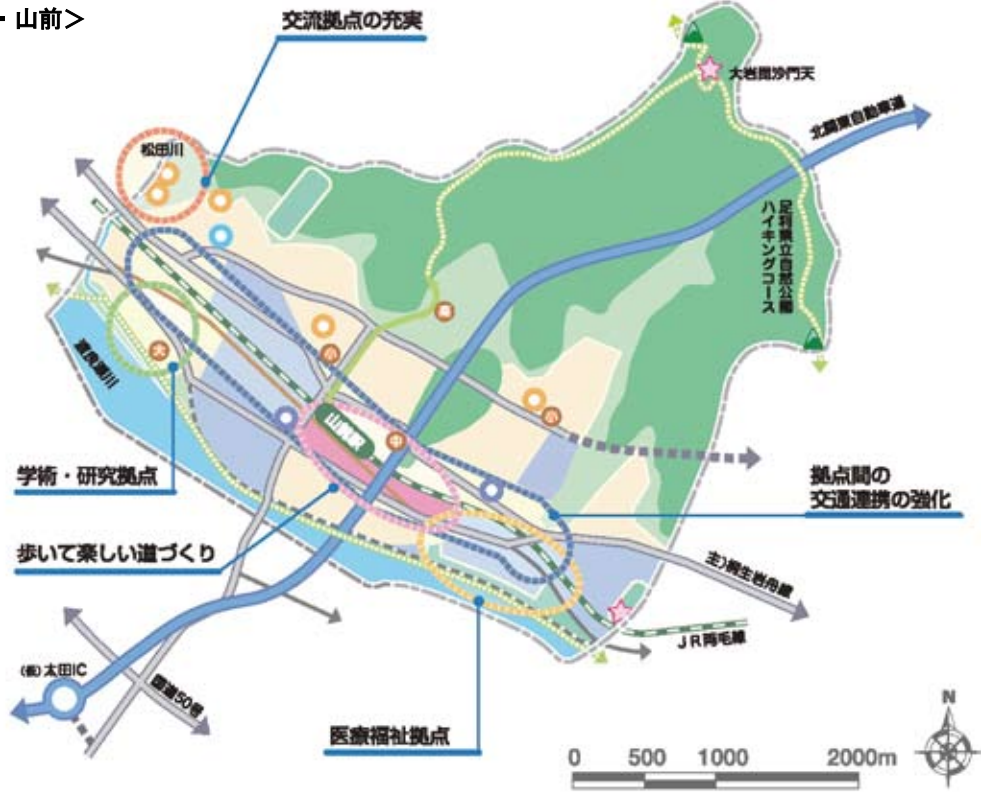 ・山前＞
交流拠点の充実
大岩毘沙門天
北関東自動車道
松田川
足利県立自然公園
ハイキングコース
高
大
小
渡良瀬川
小
山前駅
中
学術・研究拠点
拠点間の
交通連携の強化
歩いて楽しい道づくり
主)桐生岩舟線
JR両毛線
(仮)太田IC
国道50号
医療福祉拠点
N
0 500 1000 2000m